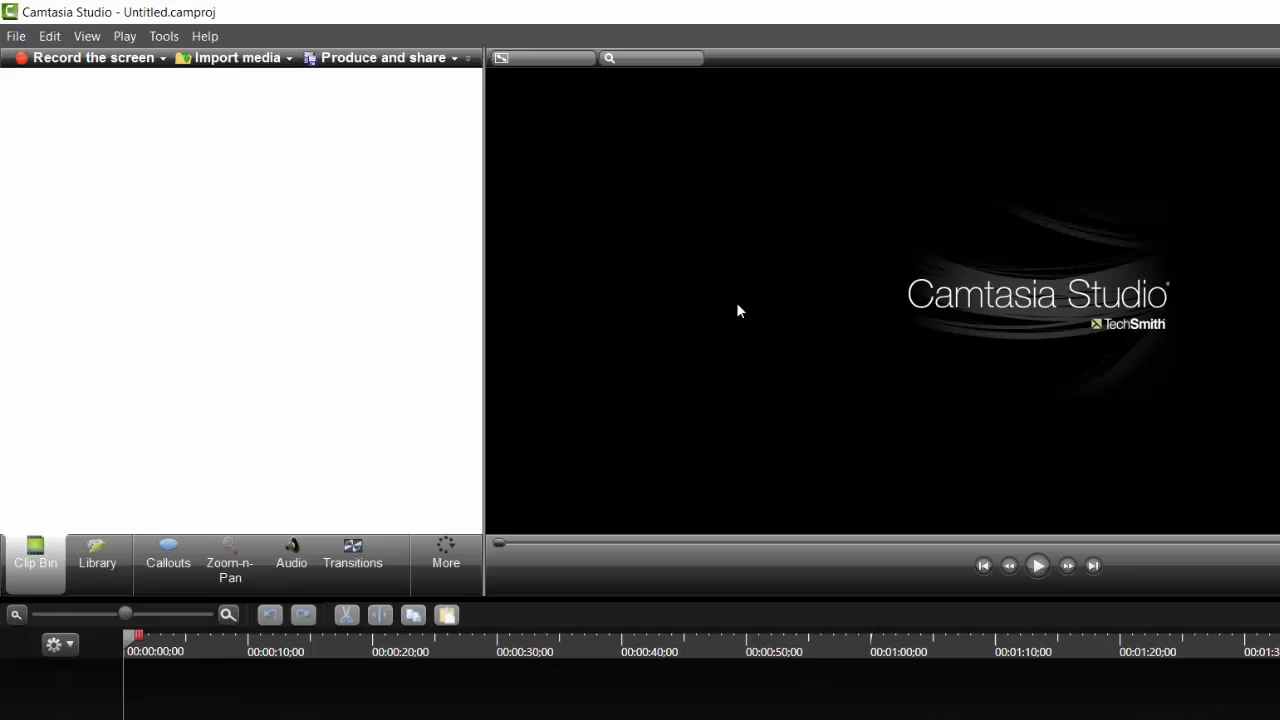 Camtasia Studio - Untitled.camproj
File Edit View Play Tools Help
Record the screen Import media Produce and share
Camtasia Studio®
TechSmith
Clip Bin Library Callouts Zoom-n-Pan Audio Transitions More
00:00:00;00 00:00:10;00 00:00:20;00 00:00:30;00 00:00:40;00 00:00:50;00 00:01:00;00 00:01:10;00 00:01:20;00 00:01:3